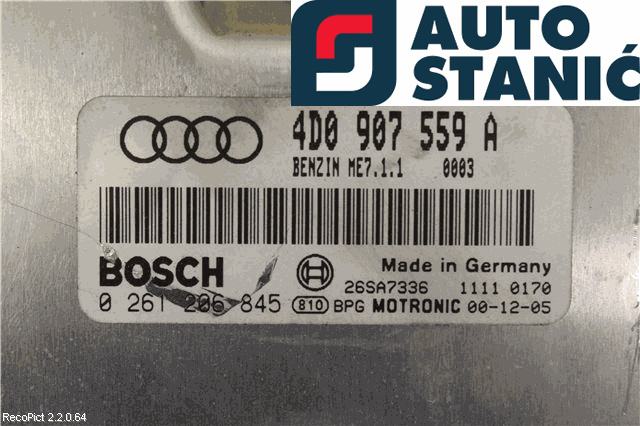 AUTO
STANIĆ
4D0 907 559 A
BENZIN ME7.1.1 0003
BOSCH
Made in Germany
26SA7336 1111 0170
0 261 206 845 810 BPG MOTRONIC 00-12-05
RecoPict 2.2.0.64